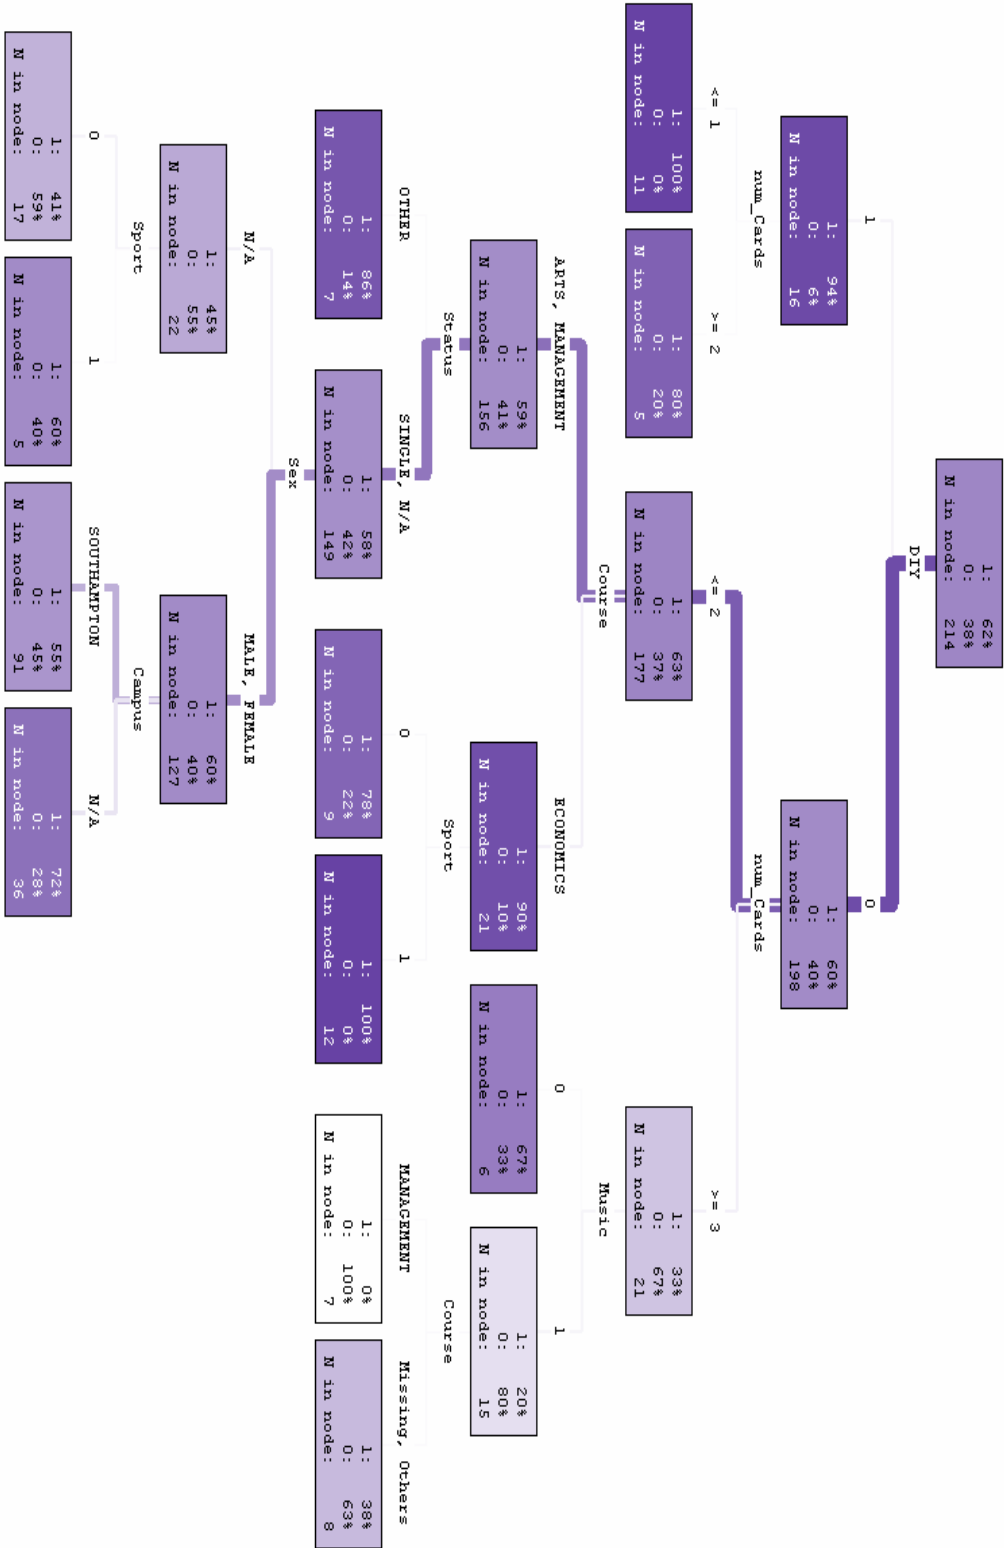 1: 62%
0: 38%
N in node: 214
DIY
1
0
1: 94%
0: 6%
N in node: 16
1: 60%
0: 40%
N in node: 198
num_Cards
num_Cards
<= 1
>= 2
<= 2
>= 3
1: 100%
0: 0%
N in node: 11
1: 80%
0: 20%
N in node: 5
1: 63%
0: 37%
N in node: 177
1: 33%
0: 67%
N in node: 21
Course
Music
ARTS, MANAGEMENT
ECONOMICS
0
1
1: 59%
0: 41%
N in node: 156
1: 90%
0: 10%
N in node: 21
1: 67%
0: 33%
N in node: 6
1: 20%
0: 80%
N in node: 15
Status
Sport
Course
OTHER
SINGLE, N/A
0
1
MANAGEMENT
Missing, Others
1: 86%
0: 14%
N in node: 7
1: 58%
0: 42%
N in node: 149
1: 78%
0: 22%
N in node: 9
1: 100%
0: 0%
N in node: 12
1: 0%
0: 100%
N in node: 7
1: 38%
0: 63%
N in node: 8
Sex
N/A
MALE, FEMALE
1: 45%
0: 55%
N in node: 22
1: 60%
0: 40%
N in node: 127
Sport
Campus
0
1
SOUTHAMPTON
N/A
1: 41%
0: 59%
N in node: 17
1: 60%
0: 40%
N in node: 5
1: 55%
0: 45%
N in node: 91
1: 72%
0: 28%
N in node: 36